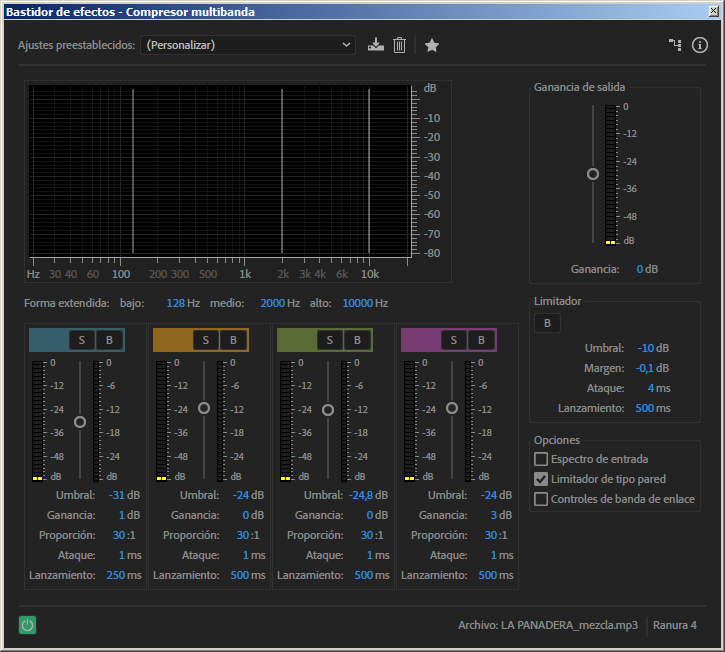 Bastidor de efectos - Compresor multibanda
Ajustes preestablecidos: (Personalizar)
dB
-10
-20
-30
-40
-50
-60
-70
-80
Hz 30 40 60 100 200 300 500 1k 2k 3k 4k 6k 10k
Forma extendida: bajo: 128 Hz medio: 2000 Hz alto: 10000 Hz
S B S B S B S B
0 0 0 0 0 0 0 0
-12 -6 -12 -6 -12 -6 -12 -6
-24 -12 -24 -12 -24 -12 -24 -12
-36 -18 -36 -18 -36 -18 -36 -18
-48 -24 -48 -24 -48 -24 -48 -24
dB dB dB dB dB dB dB dB
Umbral: -31 dB Umbral: -24 dB Umbral: -24,8 dB Umbral: -24 dB
Ganancia: 1 dB Ganancia: 0 dB Ganancia: 0 dB Ganancia: 3 dB
Proporción: 30 :1 Proporción: 30 :1 Proporción: 30 :1 Proporción: 30 :1
Ataque: 1 ms Ataque: 1 ms Ataque: 1 ms Ataque: 1 ms
Lanzamiento: 250 ms Lanzamiento: 500 ms Lanzamiento: 500 ms Lanzamiento: 500 ms
Ganancia de salida
0
-12
-24
-36
-48
dB
Ganancia: 0 dB
Limitador
B
Umbral: -10 dB
Margen: -0,1 dB
Ataque: 4 ms
Lanzamiento: 500 ms
Opciones
Espectro de entrada
Limitador de tipo pared
Controles de banda de enlace
Archivo: LA PANADERA_mezcla.mp3 Ranura 4